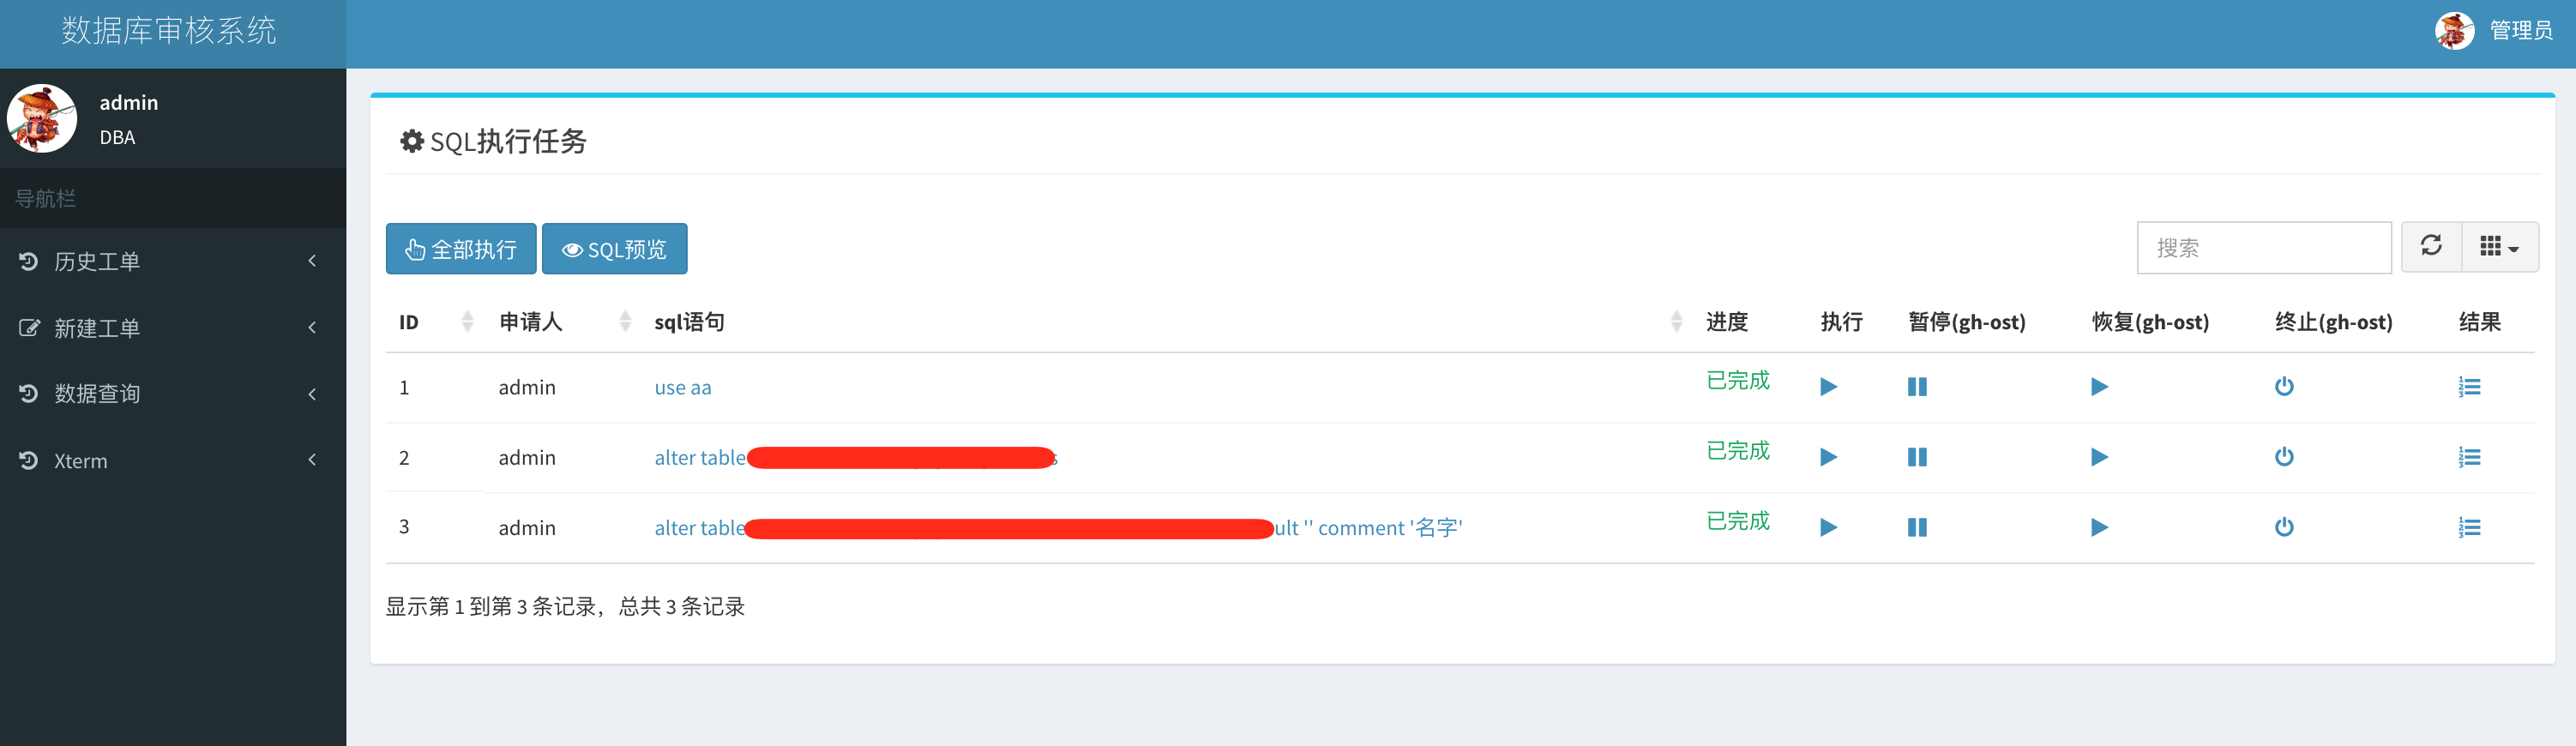 数据库审核系统
管理员
admin
DBA
导航栏
历史工单
新建工单
数据查询
Xterm
SQL执行任务
全部执行 SQL预览 搜索
ID 申请人 sql语句 进度 执行 暂停(gh-ost) 恢复(gh-ost) 终止(gh-ost) 结果
1 admin use aa 已完成
2 admin alter table 已完成
3 admin alter table ult '' comment '名字' 已完成
显示第 1 到第 3 条记录，总共 3 条记录